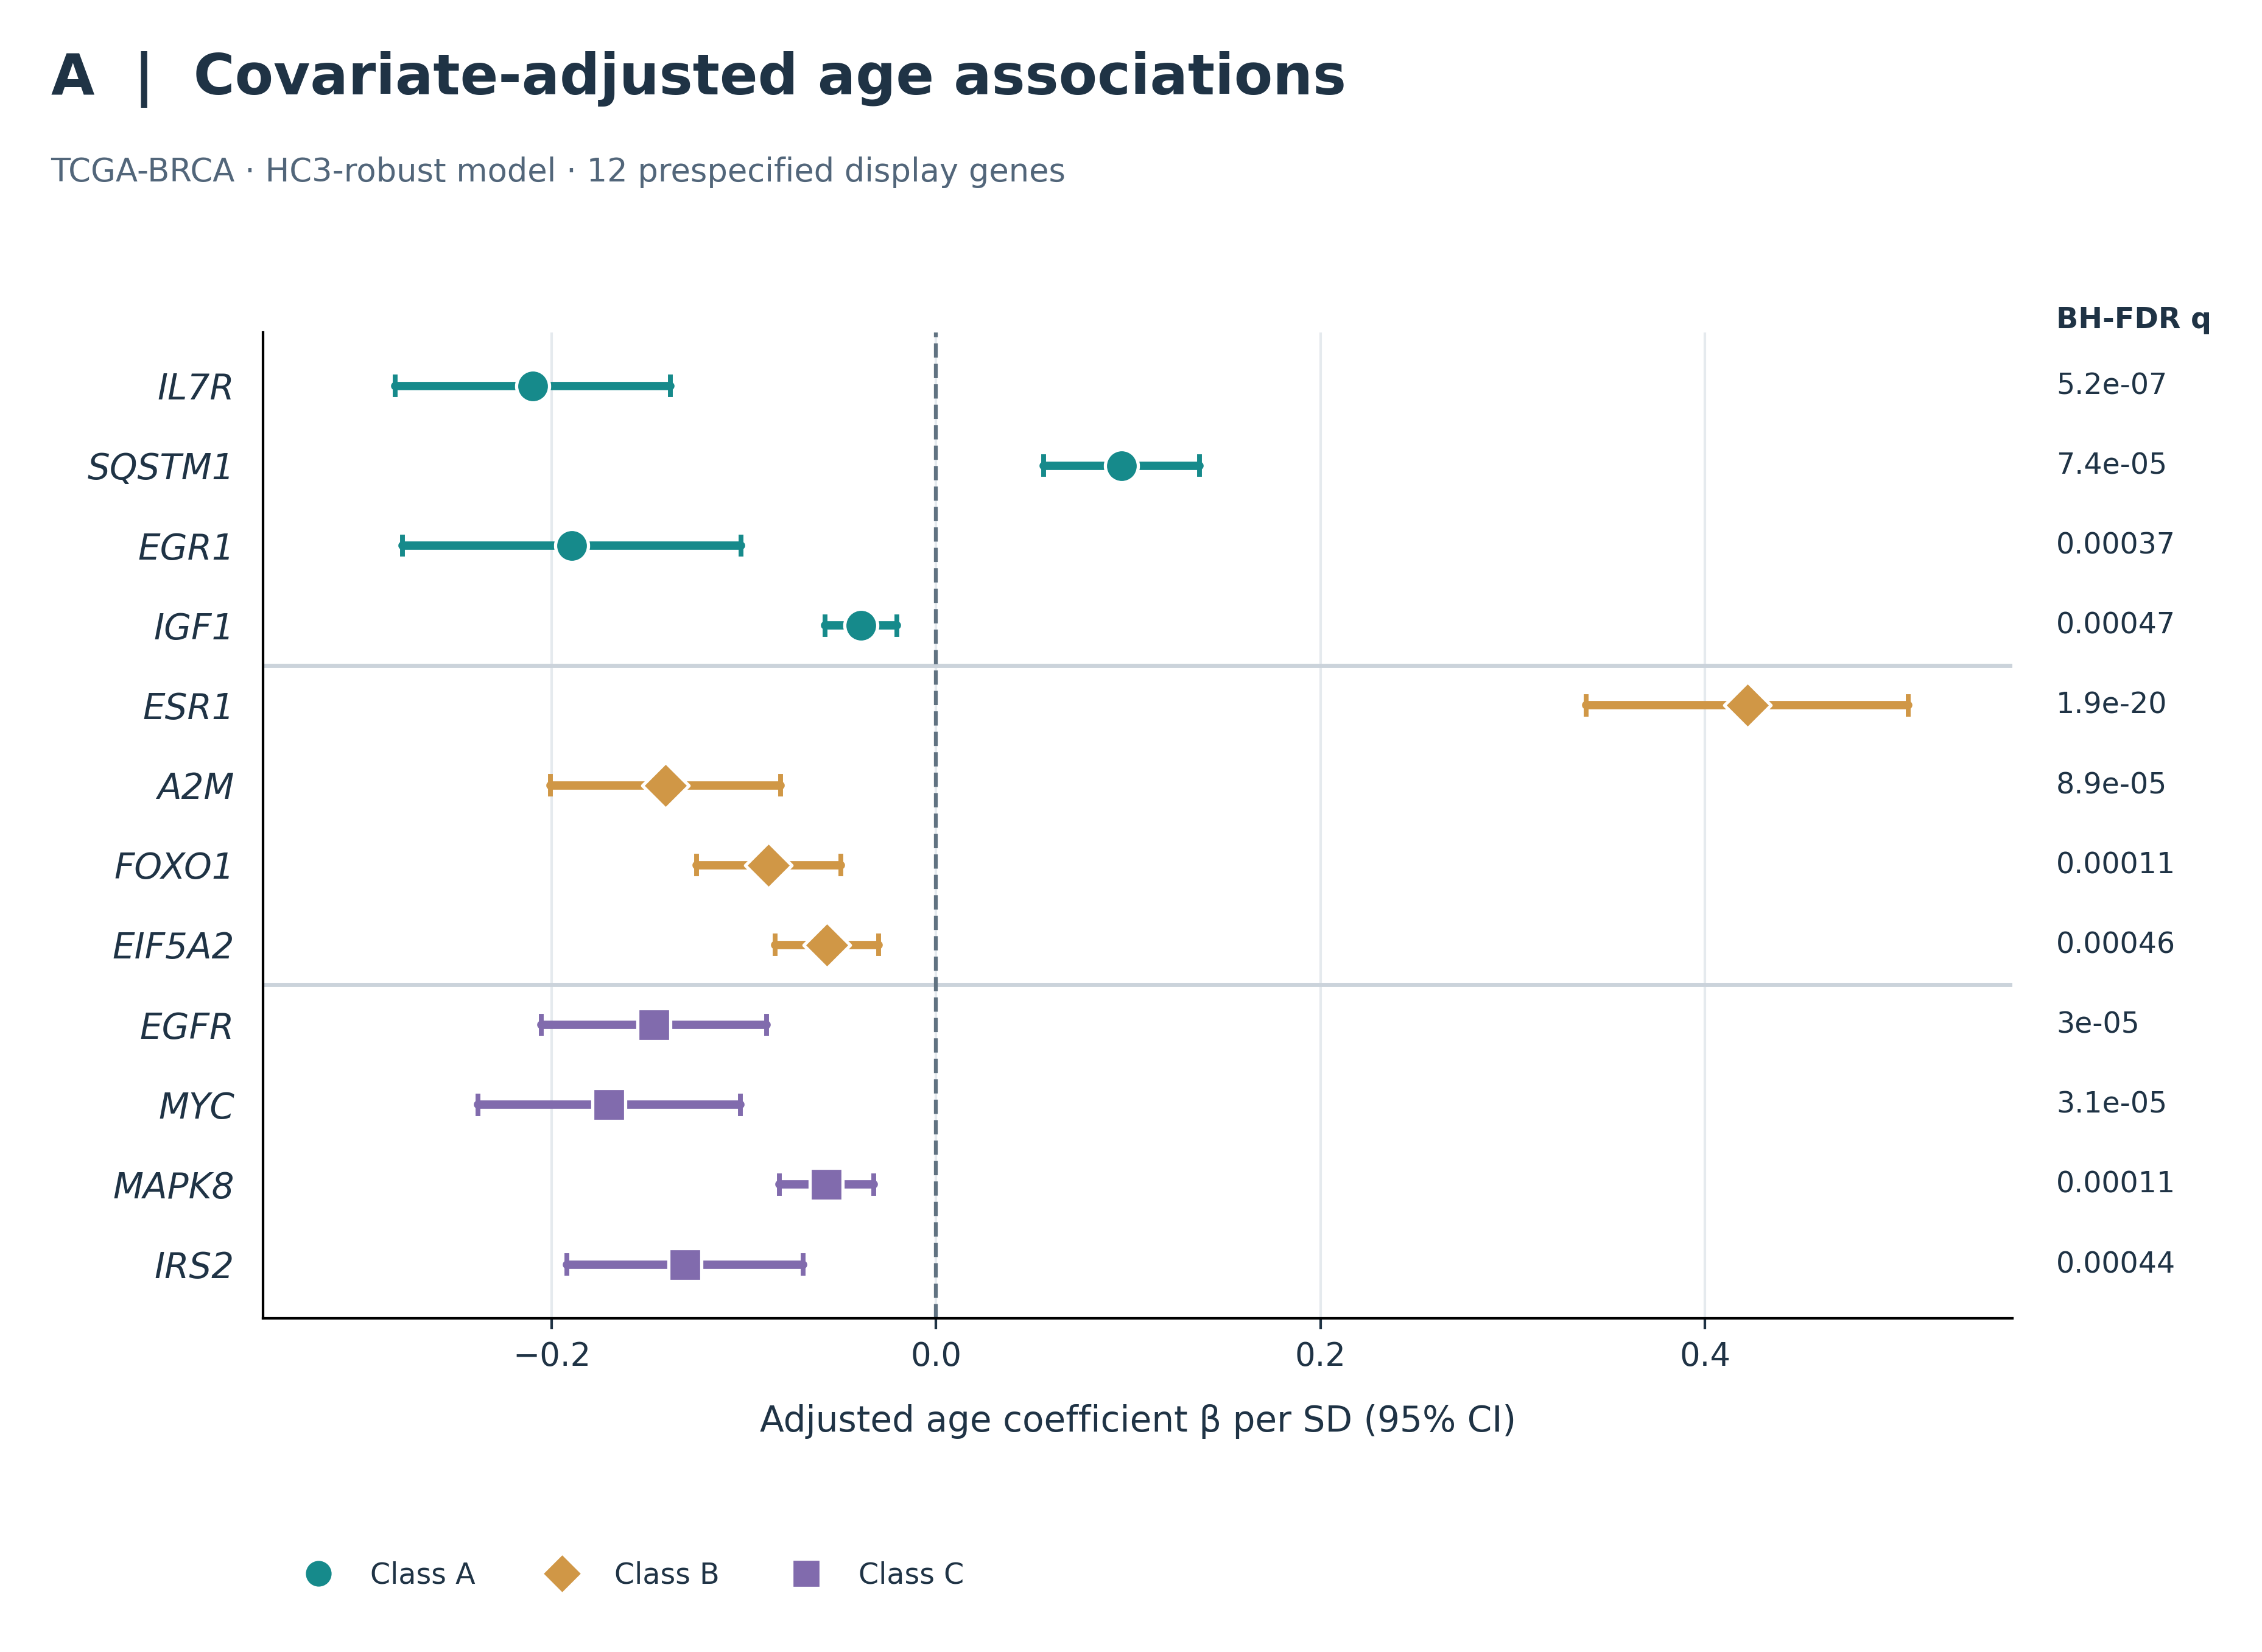 A | Covariate-adjusted age associations
TCGA-BRCA · HC3-robust model · 12 prespecified display genes
BH-FDR q
IL7R 5.2e-07
SQSTM1 7.4e-05
EGR1 0.00037
IGF1 0.00047
ESR1 1.9e-20
A2M 8.9e-05
FOXO1 0.00011
EIF5A2 0.00046
EGFR 3e-05
MYC 3.1e-05
MAPK8 0.00011
IRS2 0.00044
−0.2 0.0 0.2 0.4
Adjusted age coefficient β per SD (95% CI)
Class A Class B Class C